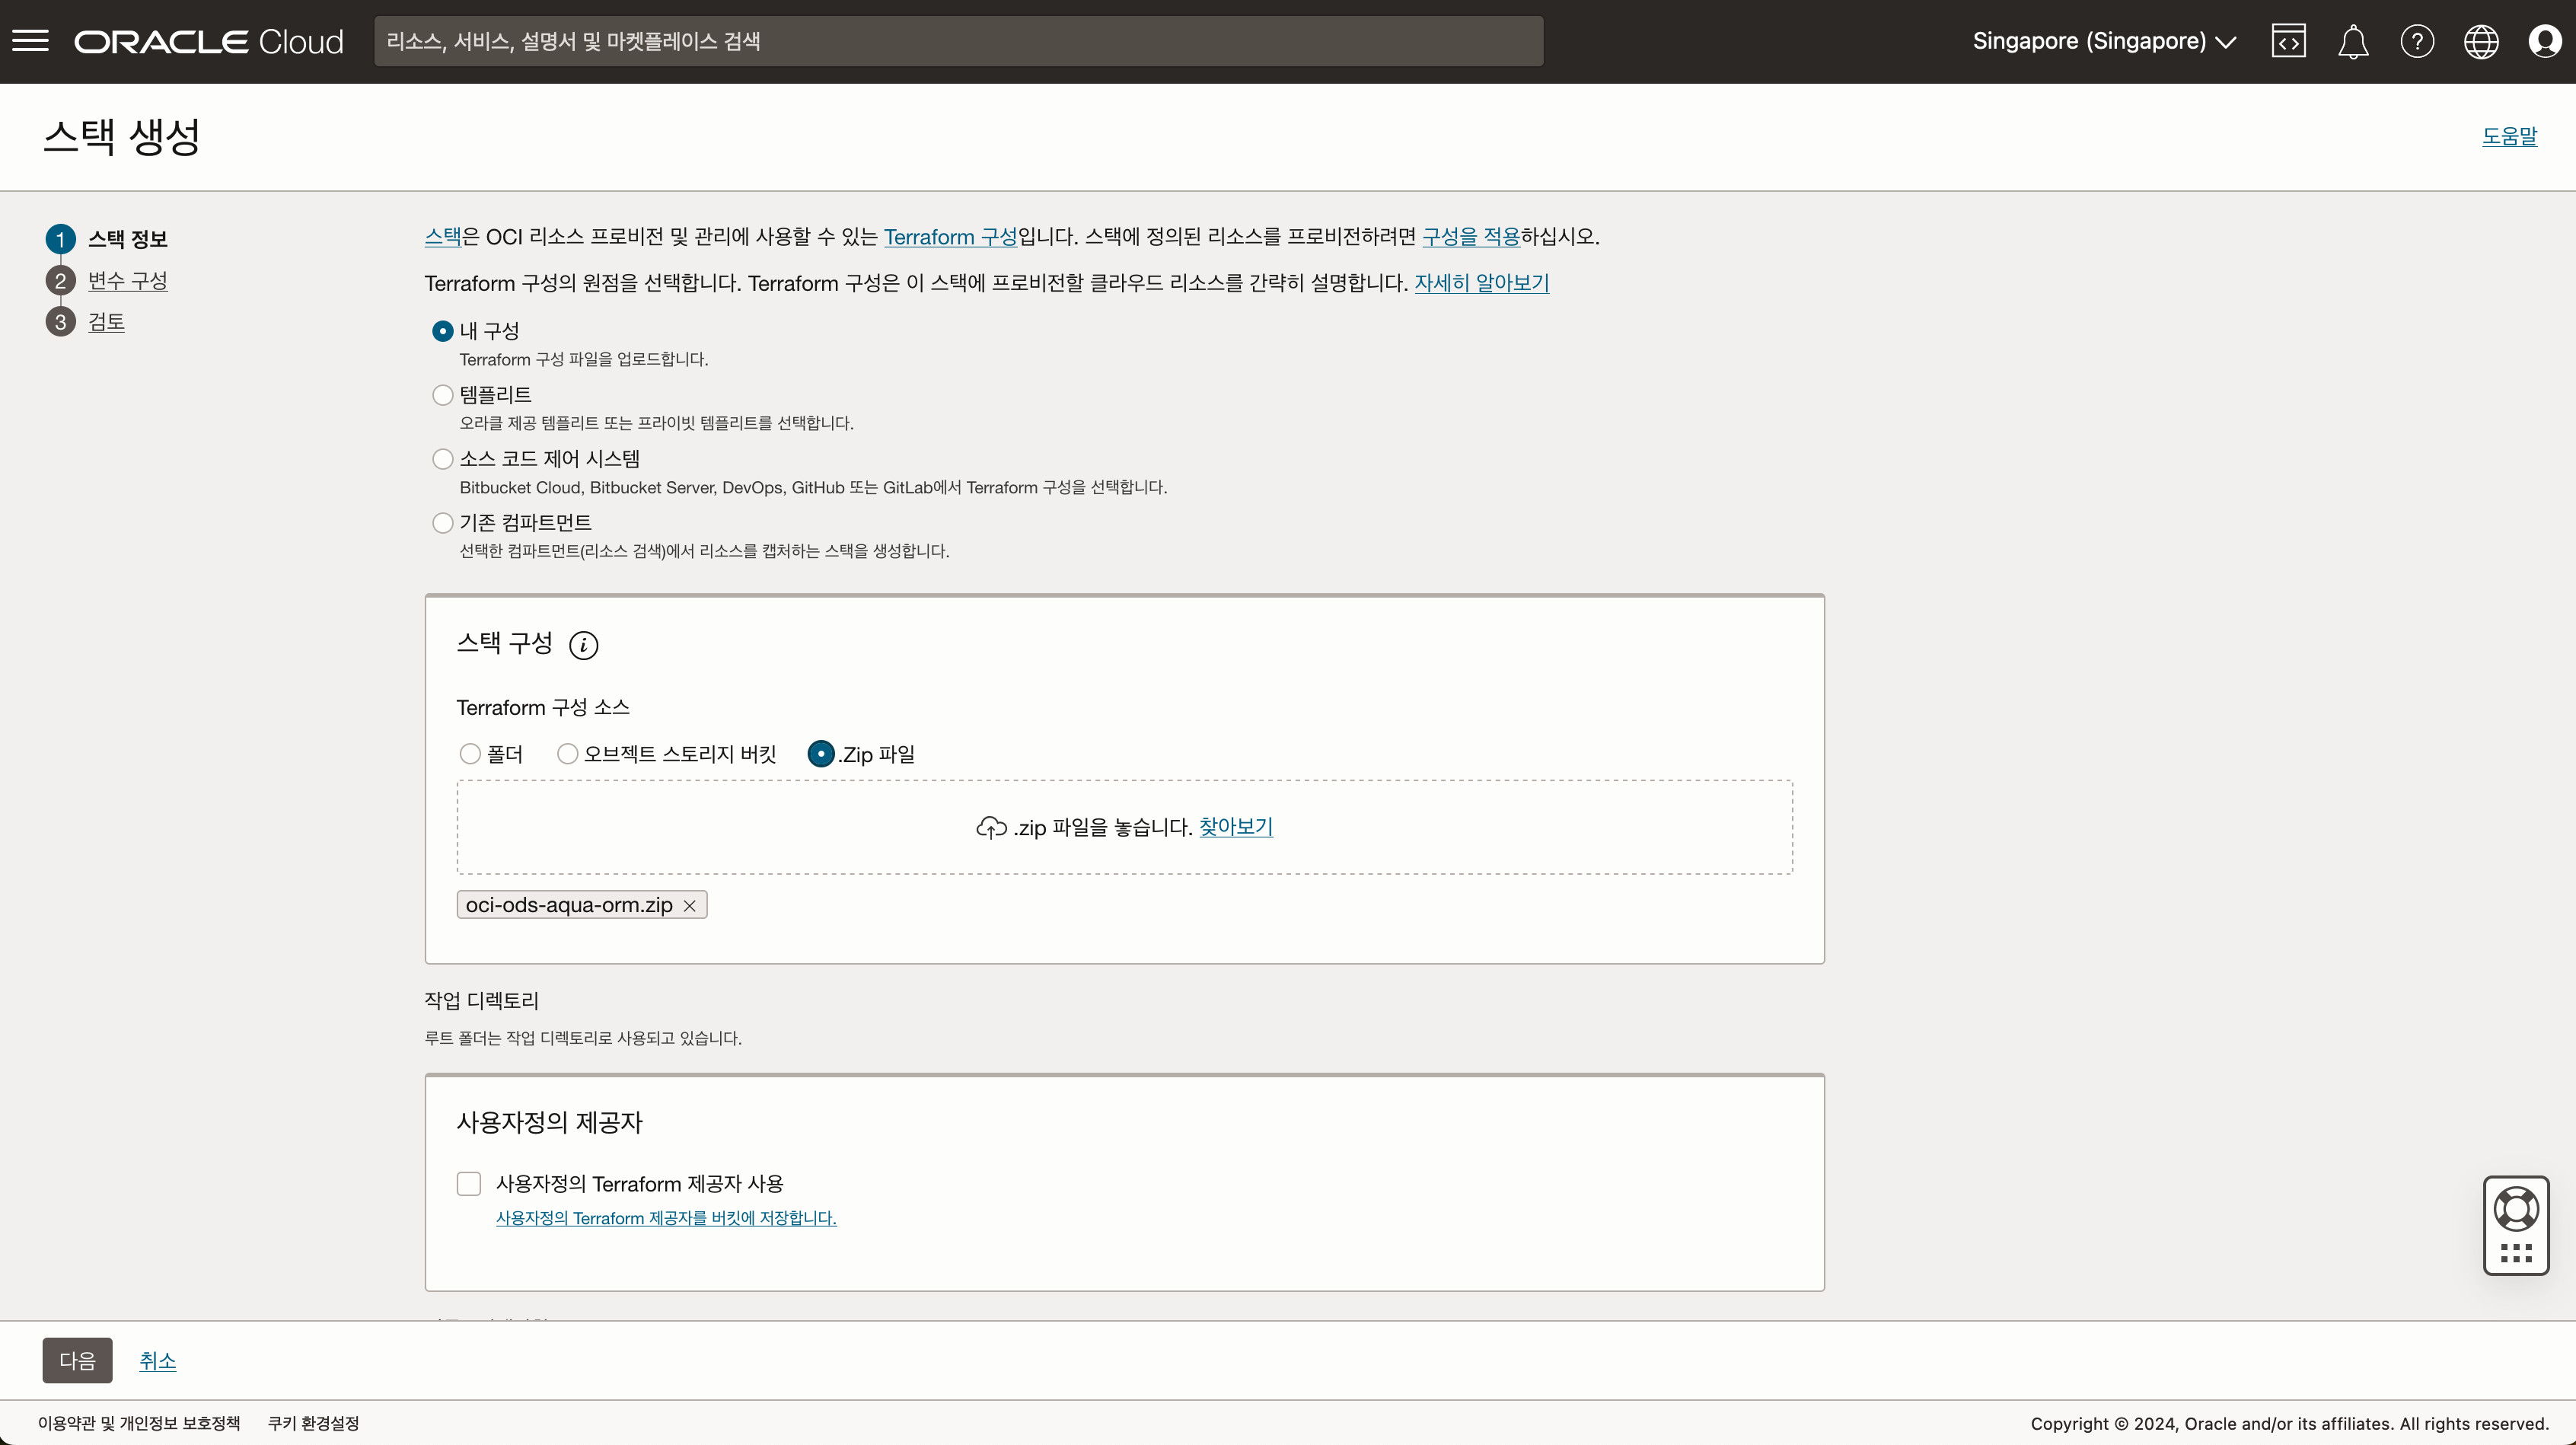 ORACLE Cloud
리소스, 서비스, 설명서 및 마켓플레이스 검색
Singapore (Singapore)
스택 생성
도움말
1 스택 정보
2 변수 구성
3 검토
스택은 OCI 리소스 프로비전 및 관리에 사용할 수 있는 Terraform 구성입니다. 스택에 정의된 리소스를 프로비전하려면 구성을 적용하십시오.
Terraform 구성의 원점을 선택합니다. Terraform 구성은 이 스택에 프로비전할 클라우드 리소스를 간략히 설명합니다. 자세히 알아보기
내 구성
Terraform 구성 파일을 업로드합니다.
템플리트
오라클 제공 템플리트 또는 프라이빗 템플리트를 선택합니다.
소스 코드 제어 시스템
Bitbucket Cloud, Bitbucket Server, DevOps, GitHub 또는 GitLab에서 Terraform 구성을 선택합니다.
기존 컴파트먼트
선택한 컴파트먼트(리소스 검색)에서 리소스를 캡처하는 스택을 생성합니다.
스택 구성 i
Terraform 구성 소스
폴더 오브젝트 스토리지 버킷 .Zip 파일
.zip 파일을 놓습니다. 찾아보기
oci-ods-aqua-orm.zip
작업 디렉토리
루트 폴더는 작업 디렉토리로 사용되고 있습니다.
사용자정의 제공자
사용자정의 Terraform 제공자 사용
사용자정의 Terraform 제공자를 버킷에 저장합니다.
다음 취소
이용약관 및 개인정보 보호정책 쿠키 환경설정
Copyright © 2024, Oracle and/or its affiliates. All rights reserved.